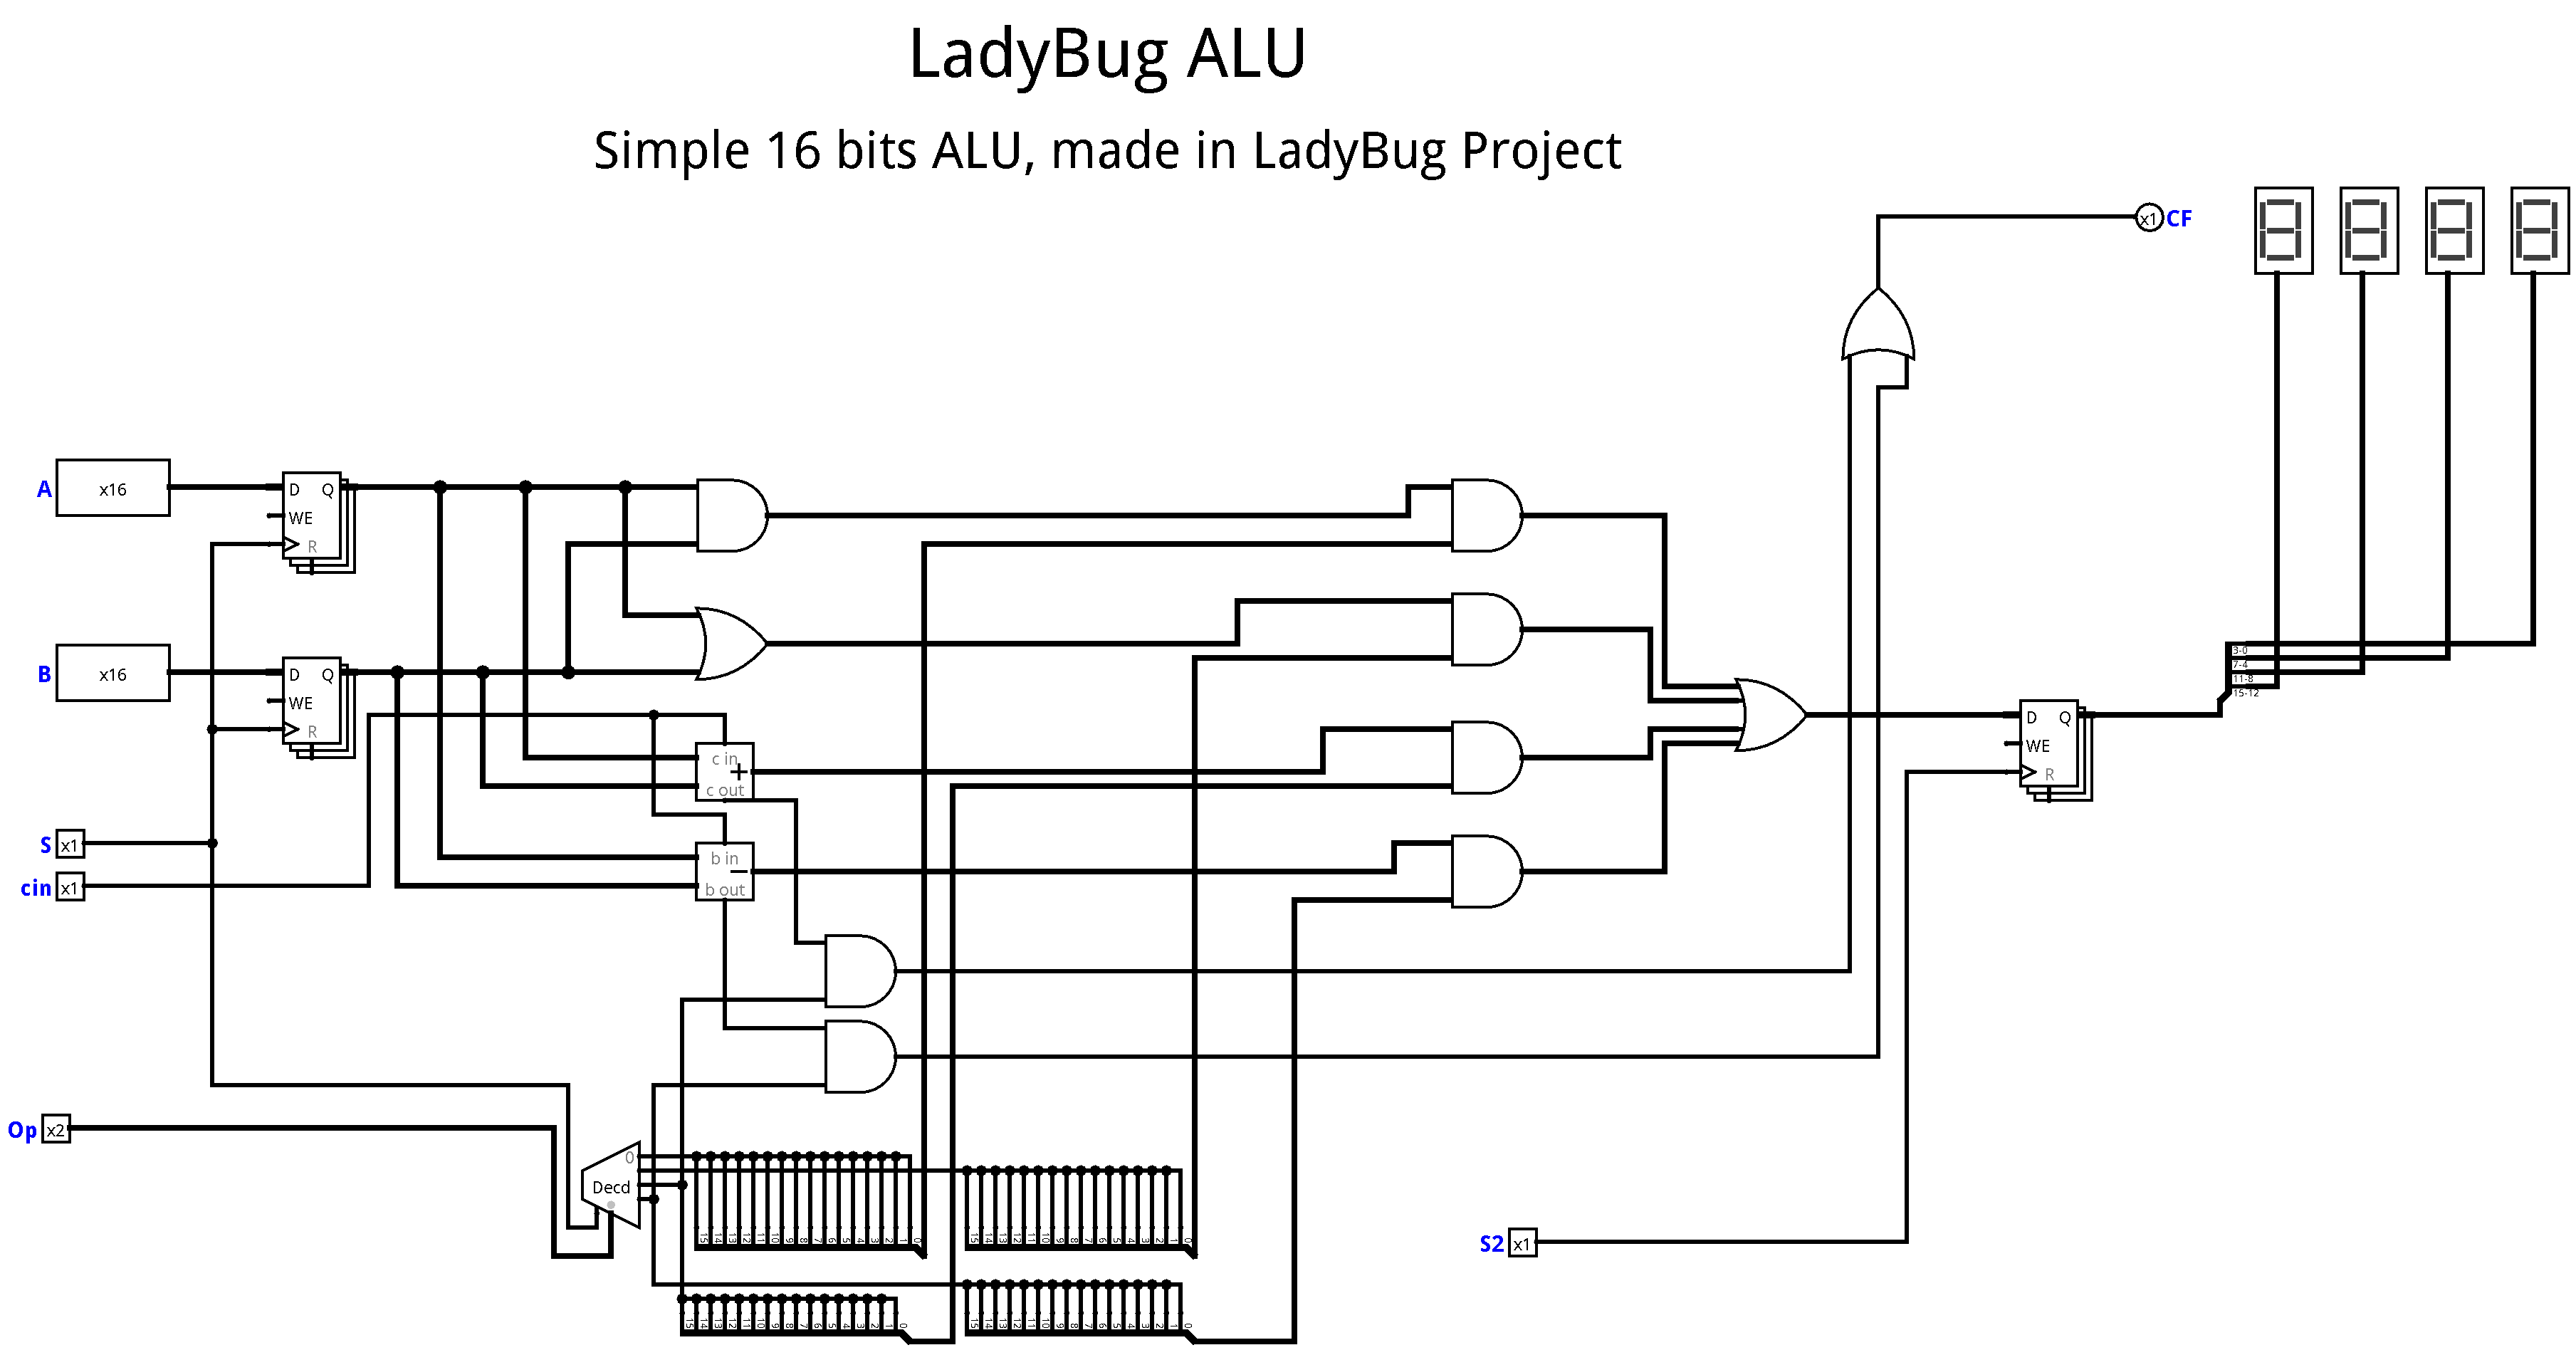 LadyBug ALU
Simple 16 bits ALU, made in LadyBug Project
x1 CF
A x16
D Q
WE
R
B x16
D Q
WE
R
c in
+
c out
b in
−
b out
S x1
cin x1
D Q
WE
R
3-0
7-4
11-8
15-12
Op x2
0
Decd
15 14 13 12 11 10 9 8 7 6 5 4 3 2 1 0
15 14 13 12 11 10 9 8 7 6 5 4 3 2 1 0
S2 x1
15 14 13 12 11 10 9 8 7 6 5 4 3 2 1 0
15 14 13 12 11 10 9 8 7 6 5 4 3 2 1 0